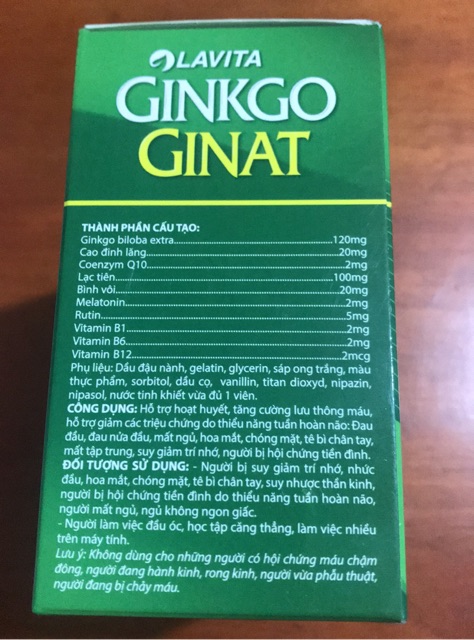 LAVITA
GINKGO
GINAT
THÀNH PHẦN CẤU TẠO:
Ginkgo biloba extra......................................................120mg
Cao đinh lăng..................................................................20mg
Coenzym Q10....................................................................2mg
Lạc tiên............................................................................100mg
Bình vôi.............................................................................20mg
Melatonin...........................................................................2mg
Rutin...................................................................................5mg
Vitamin B1..........................................................................2mg
Vitamin B6..........................................................................2mg
Vitamin B12......................................................................2mcg
Phụ liệu: Dầu đậu nành, gelatin, glycerin, sáp ong trắng, màu
thực phẩm, sorbitol, dầu cọ, vanillin, titan dioxyd, nipazin,
nipasol, nước tinh khiết vừa đủ 1 viên.
CÔNG DỤNG: Hỗ trợ hoạt huyết, tăng cường lưu thông máu,
hỗ trợ giảm các triệu chứng do thiểu năng tuần hoàn não: Đau
đầu, đau nửa đầu, mất ngủ, hoa mắt, chóng mặt, tê bì chân tay,
mất tập trung, suy giảm trí nhớ, người bị hội chứng tiền đình.
ĐỐI TƯỢNG SỬ DỤNG: - Người bị suy giảm trí nhớ, nhức
đầu, hoa mắt, chóng mặt, tê bì chân tay, suy nhược thần kinh,
người bị hội chứng tiền đình do thiểu năng tuần hoàn não,
người mất ngủ, ngủ không ngon giấc.
- Người làm việc đầu óc, học tập căng thẳng, làm việc nhiều
trên máy tính.
Lưu ý: Không dùng cho những người có hội chứng máu chậm
đông, người đang hành kinh, rong kinh, người vừa phẫu thuật,
người đang bị chảy máu.